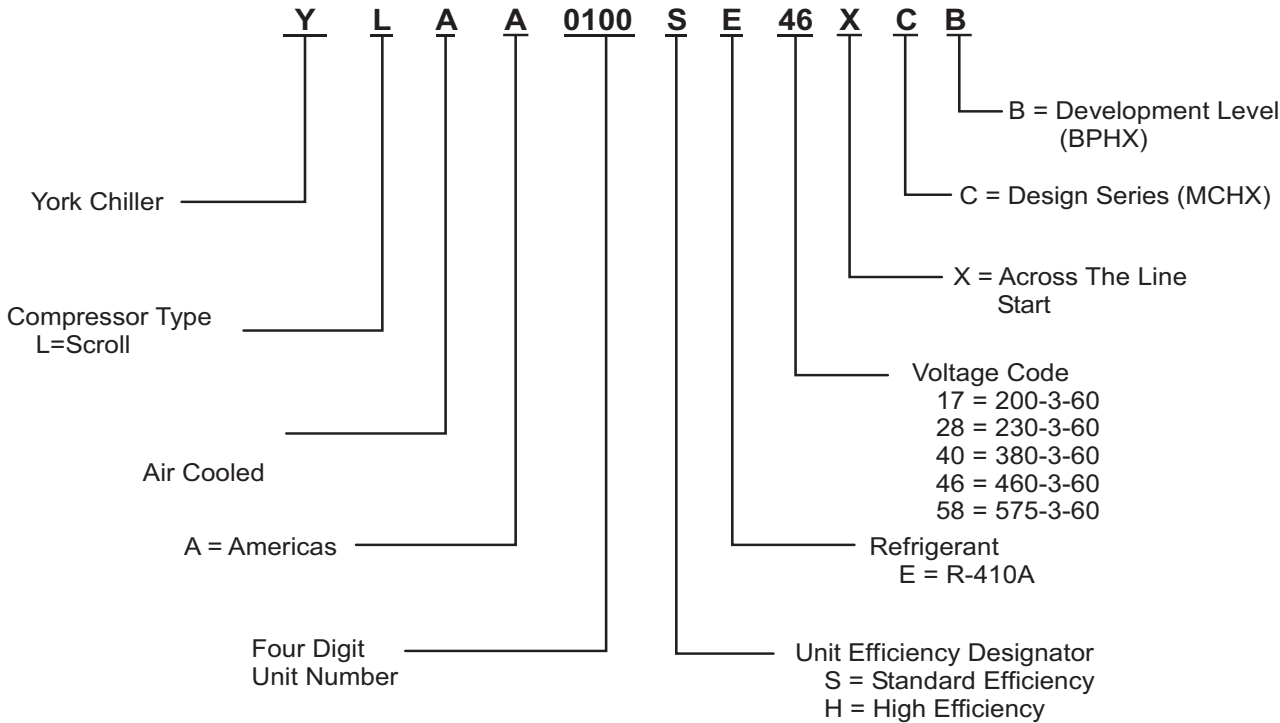 Y L A A 0100 S E 46 X C B
B = Development Level
(BPHX)
York Chiller
C = Design Series (MCHX)
X = Across The Line
Start
Compressor Type
L=Scroll
Voltage Code
17 = 200-3-60
28 = 230-3-60
40 = 380-3-60
46 = 460-3-60
58 = 575-3-60
Air Cooled
A = Americas
Refrigerant
E = R-410A
Four Digit
Unit Number
Unit Efficiency Designator
S = Standard Efficiency
H = High Efficiency